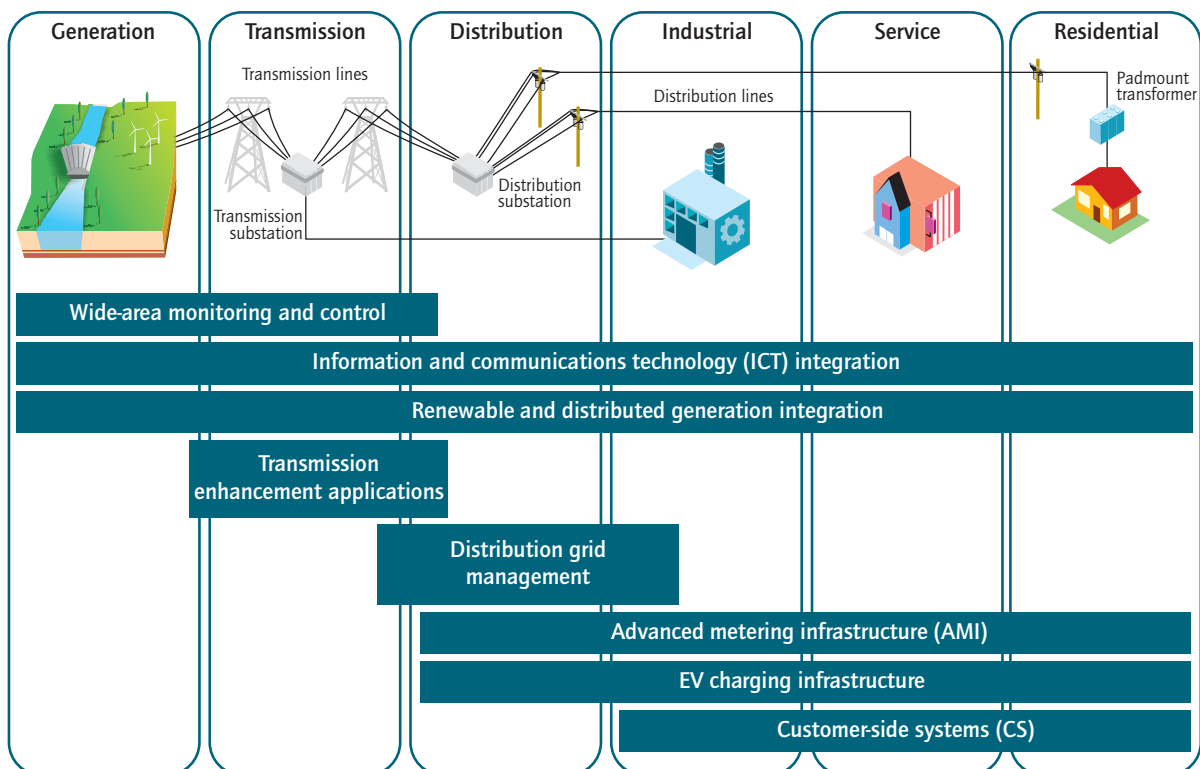 Generation
Transmission
Distribution
Industrial
Service
Residential
Transmission lines
Padmount
transformer
Distribution lines
Distribution
substation
Transmission
substation
Wide-area monitoring and control
Information and communications technology (ICT) integration
Renewable and distributed generation integration
Transmission
enhancement applications
Distribution grid
management
Advanced metering infrastructure (AMI)
EV charging infrastructure
Customer-side systems (CS)